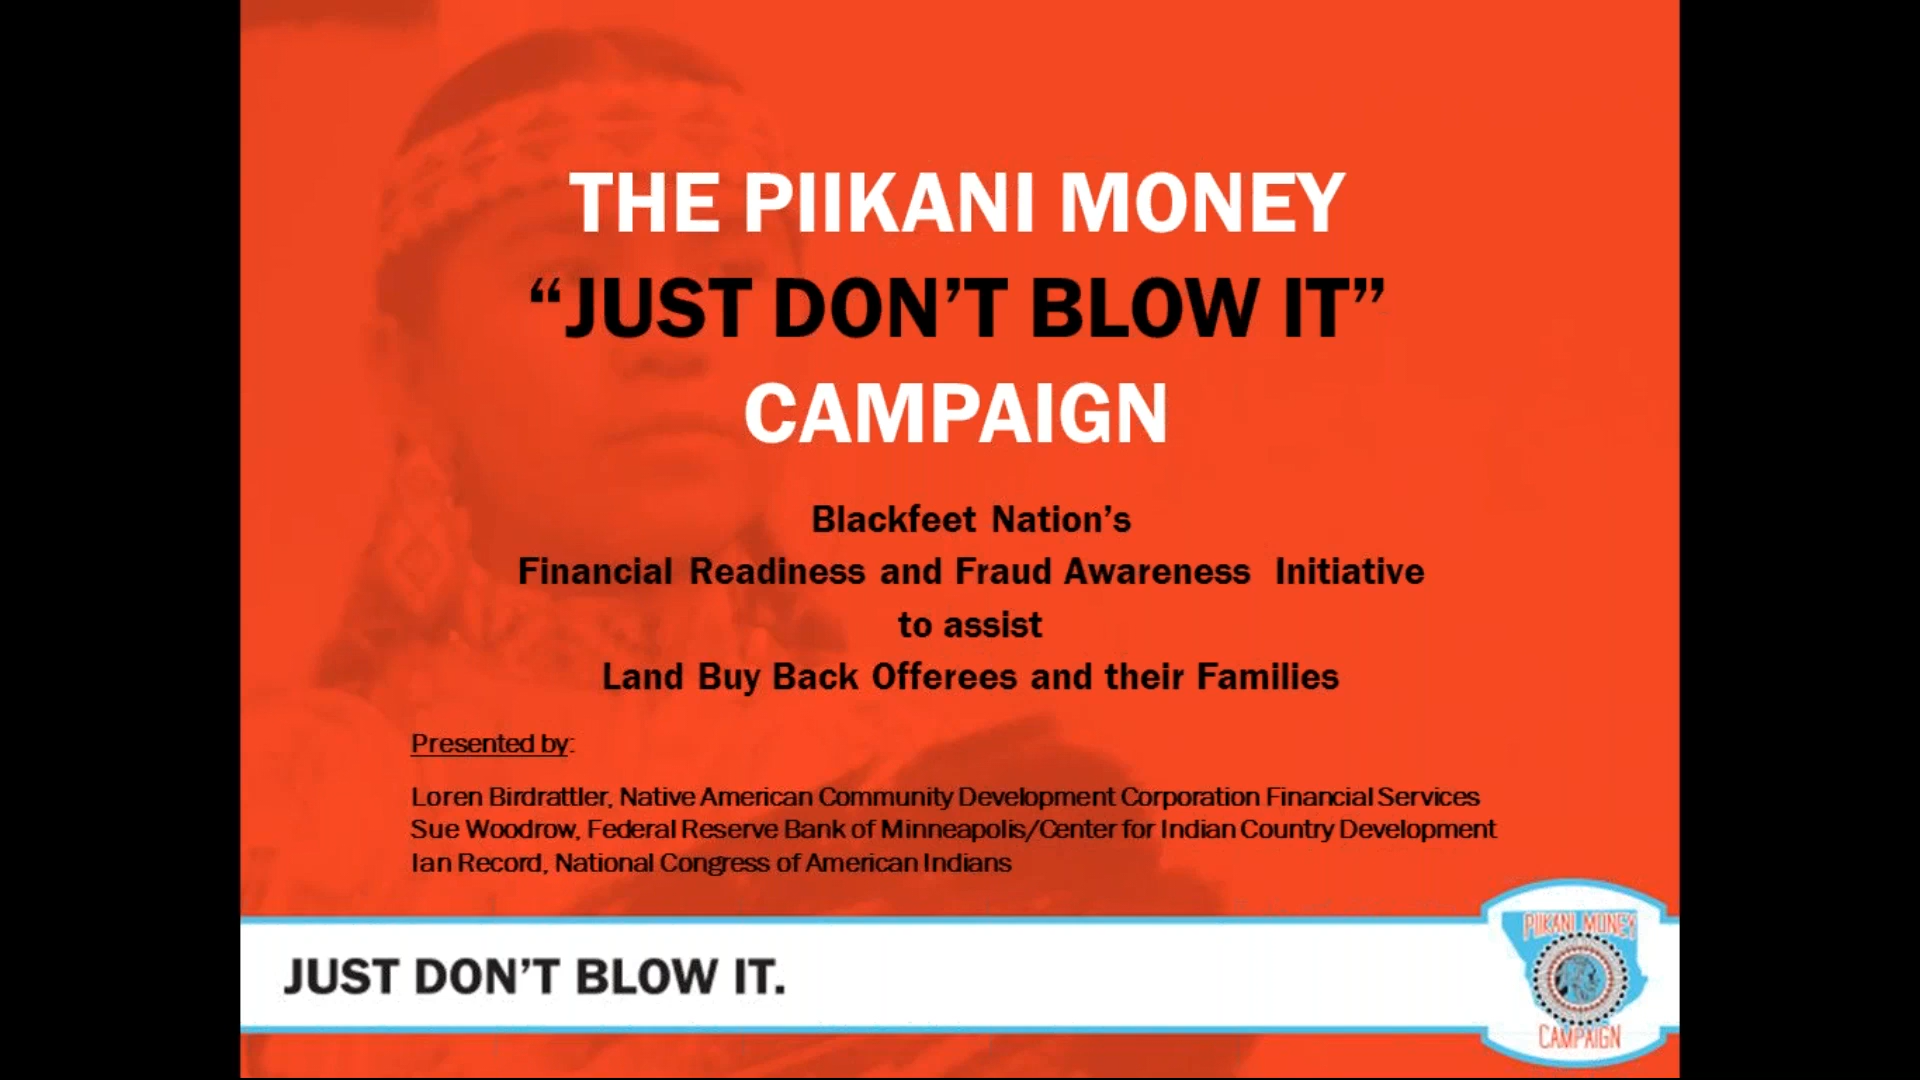 THE PIIKANI MONEY
“JUST DON’T BLOW IT”
CAMPAIGN
Blackfeet Nation’s
Financial Readiness and Fraud Awareness Initiative
to assist
Land Buy Back Offerees and their Families
Presented by:
Loren Birdrattler, Native American Community Development Corporation Financial Services
Sue Woodrow, Federal Reserve Bank of Minneapolis/Center for Indian Country Development
Ian Record, National Congress of American Indians
JUST DON’T BLOW IT.
PIIKANI MONEY
CAMPAIGN